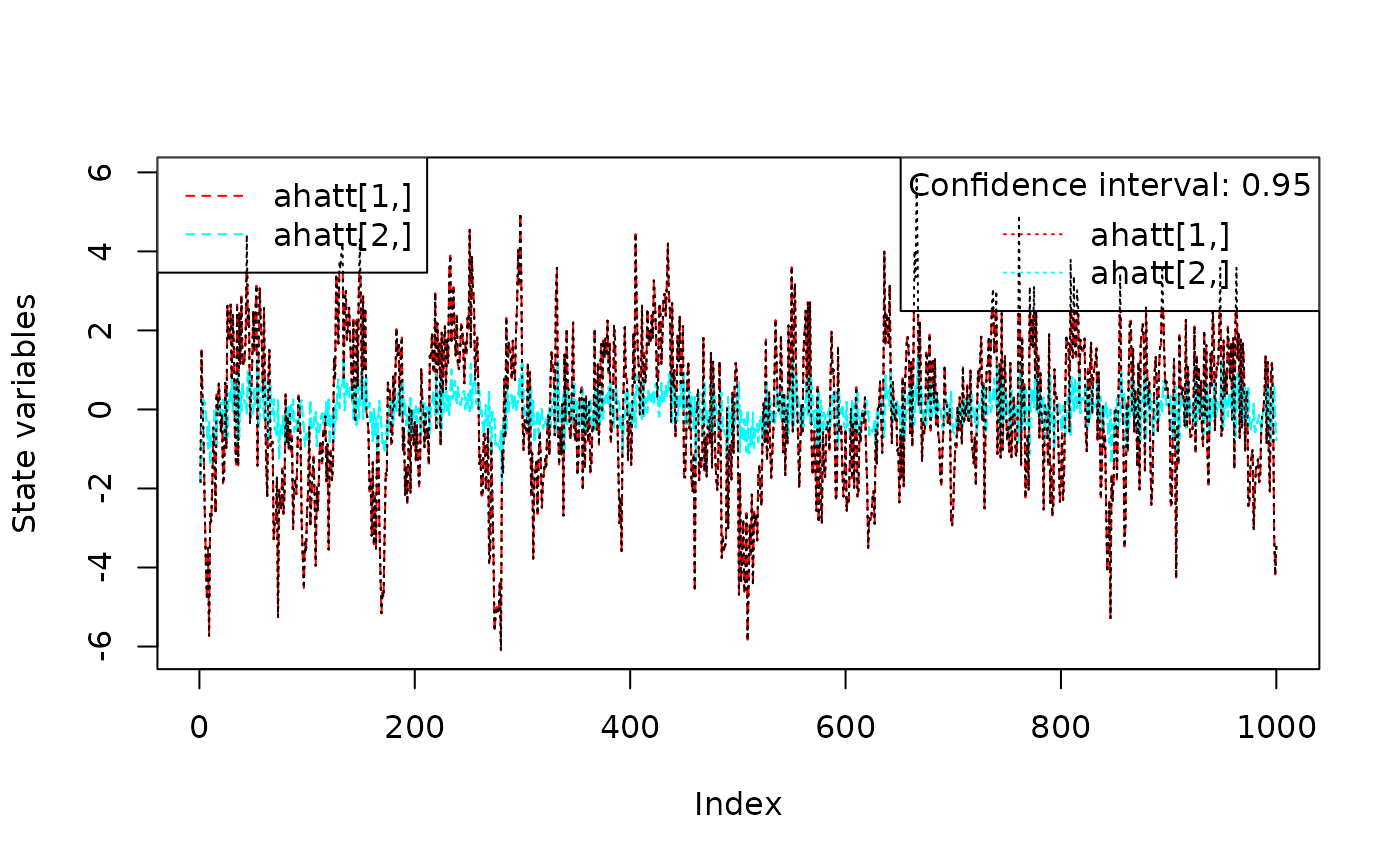 ahatt[1,]
ahatt[2,]
Confidence interval: 0.95
ahatt[1,]
ahatt[2,]
State variables
6
4
2
0
-2
-4
-6
0 200 400 600 800 1000
Index